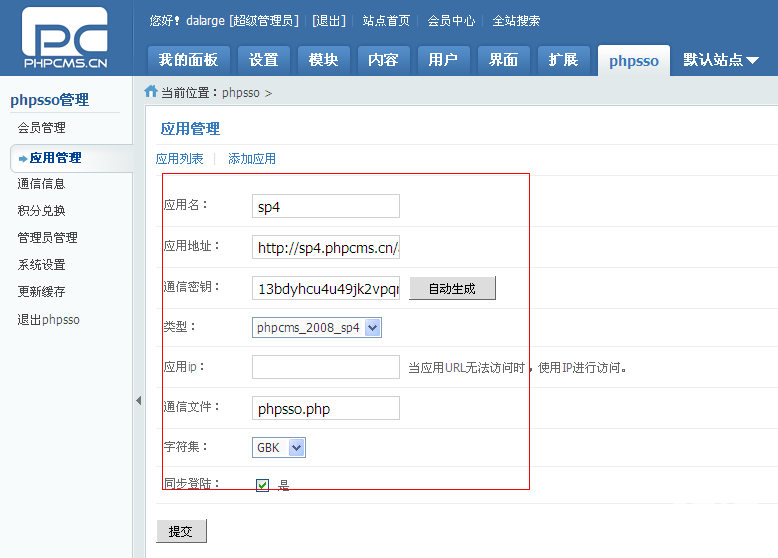 PHPCMS.CN
您好！dalarge [超级管理员] | [退出] | 站点首页 | 会员中心 | 全站搜索
我的面板 设置 模块 内容 用户 界面 扩展 phpsso 默认站点
phpsso管理
会员管理
应用管理
通信信息
积分兑换
管理员管理
系统设置
更新缓存
退出phpsso
当前位置：phpsso >
应用管理
应用列表 | 添加应用
应用名： sp4
应用地址： http://sp4.phpcms.cn/
通信密钥： 13bdyhcu4u49jk2vpqr 自动生成
类型： phpcms_2008_sp4
应用ip： 当应用URL无法访问时，使用IP进行访问。
通信文件： phpsso.php
字符集： GBK
同步登陆： 是
提交